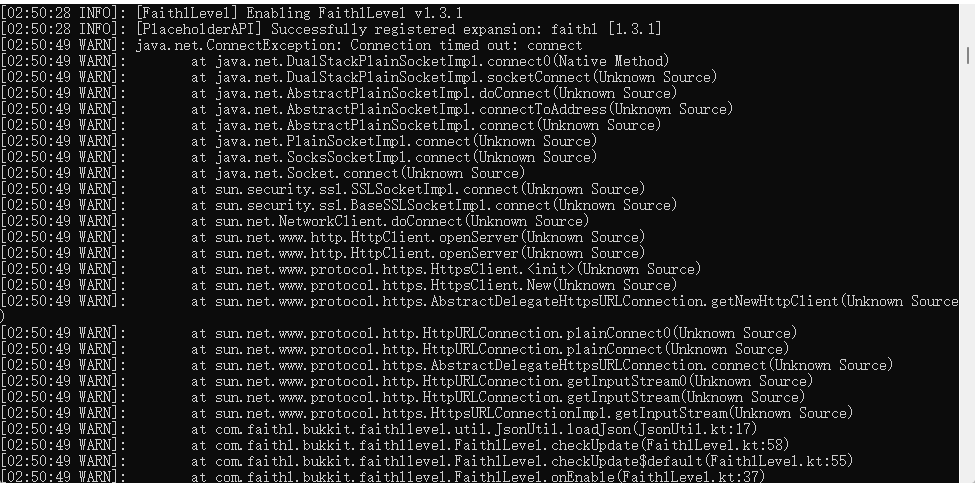 [02:50:28 INFO]: [FaithlLevel] Enabling FaithlLevel v1.3.1
[02:50:28 INFO]: [PlaceholderAPI] Successfully registered expansion: faithl [1.3.1]
[02:50:49 WARN]: java.net.ConnectException: Connection timed out: connect
[02:50:49 WARN]:        at java.net.DualStackPlainSocketImpl.connect0(Native Method)
[02:50:49 WARN]:        at java.net.DualStackPlainSocketImpl.socketConnect(Unknown Source)
[02:50:49 WARN]:        at java.net.AbstractPlainSocketImpl.doConnect(Unknown Source)
[02:50:49 WARN]:        at java.net.AbstractPlainSocketImpl.connectToAddress(Unknown Source)
[02:50:49 WARN]:        at java.net.AbstractPlainSocketImpl.connect(Unknown Source)
[02:50:49 WARN]:        at java.net.PlainSocketImpl.connect(Unknown Source)
[02:50:49 WARN]:        at java.net.SocksSocketImpl.connect(Unknown Source)
[02:50:49 WARN]:        at java.net.Socket.connect(Unknown Source)
[02:50:49 WARN]:        at sun.security.ssl.SSLSocketImpl.connect(Unknown Source)
[02:50:49 WARN]:        at sun.security.ssl.BaseSSLSocketImpl.connect(Unknown Source)
[02:50:49 WARN]:        at sun.net.NetworkClient.doConnect(Unknown Source)
[02:50:49 WARN]:        at sun.net.www.http.HttpClient.openServer(Unknown Source)
[02:50:49 WARN]:        at sun.net.www.http.HttpClient.openServer(Unknown Source)
[02:50:49 WARN]:        at sun.net.www.protocol.https.HttpsClient.<init>(Unknown Source)
[02:50:49 WARN]:        at sun.net.www.protocol.https.HttpsClient.New(Unknown Source)
[02:50:49 WARN]:        at sun.net.www.protocol.https.AbstractDelegateHttpsURLConnection.getNewHttpClient(Unknown Source
)
[02:50:49 WARN]:        at sun.net.www.protocol.http.HttpURLConnection.plainConnect0(Unknown Source)
[02:50:49 WARN]:        at sun.net.www.protocol.http.HttpURLConnection.plainConnect(Unknown Source)
[02:50:49 WARN]:        at sun.net.www.protocol.https.AbstractDelegateHttpsURLConnection.connect(Unknown Source)
[02:50:49 WARN]:        at sun.net.www.protocol.http.HttpURLConnection.getInputStream0(Unknown Source)
[02:50:49 WARN]:        at sun.net.www.protocol.http.HttpURLConnection.getInputStream(Unknown Source)
[02:50:49 WARN]:        at sun.net.www.protocol.https.HttpsURLConnectionImpl.getInputStream(Unknown Source)
[02:50:49 WARN]:        at com.faithl.bukkit.faithllevel.util.JsonUtil.loadJson(JsonUtil.kt:17)
[02:50:49 WARN]:        at com.faithl.bukkit.faithllevel.FaithlLevel.checkUpdate(FaithlLevel.kt:58)
[02:50:49 WARN]:        at com.faithl.bukkit.faithllevel.FaithlLevel.checkUpdate$default(FaithlLevel.kt:55)
[02:50:49 WARN]:        at com.faithl.bukkit.faithllevel.FaithlLevel.onEnable(FaithlLevel.kt:37)